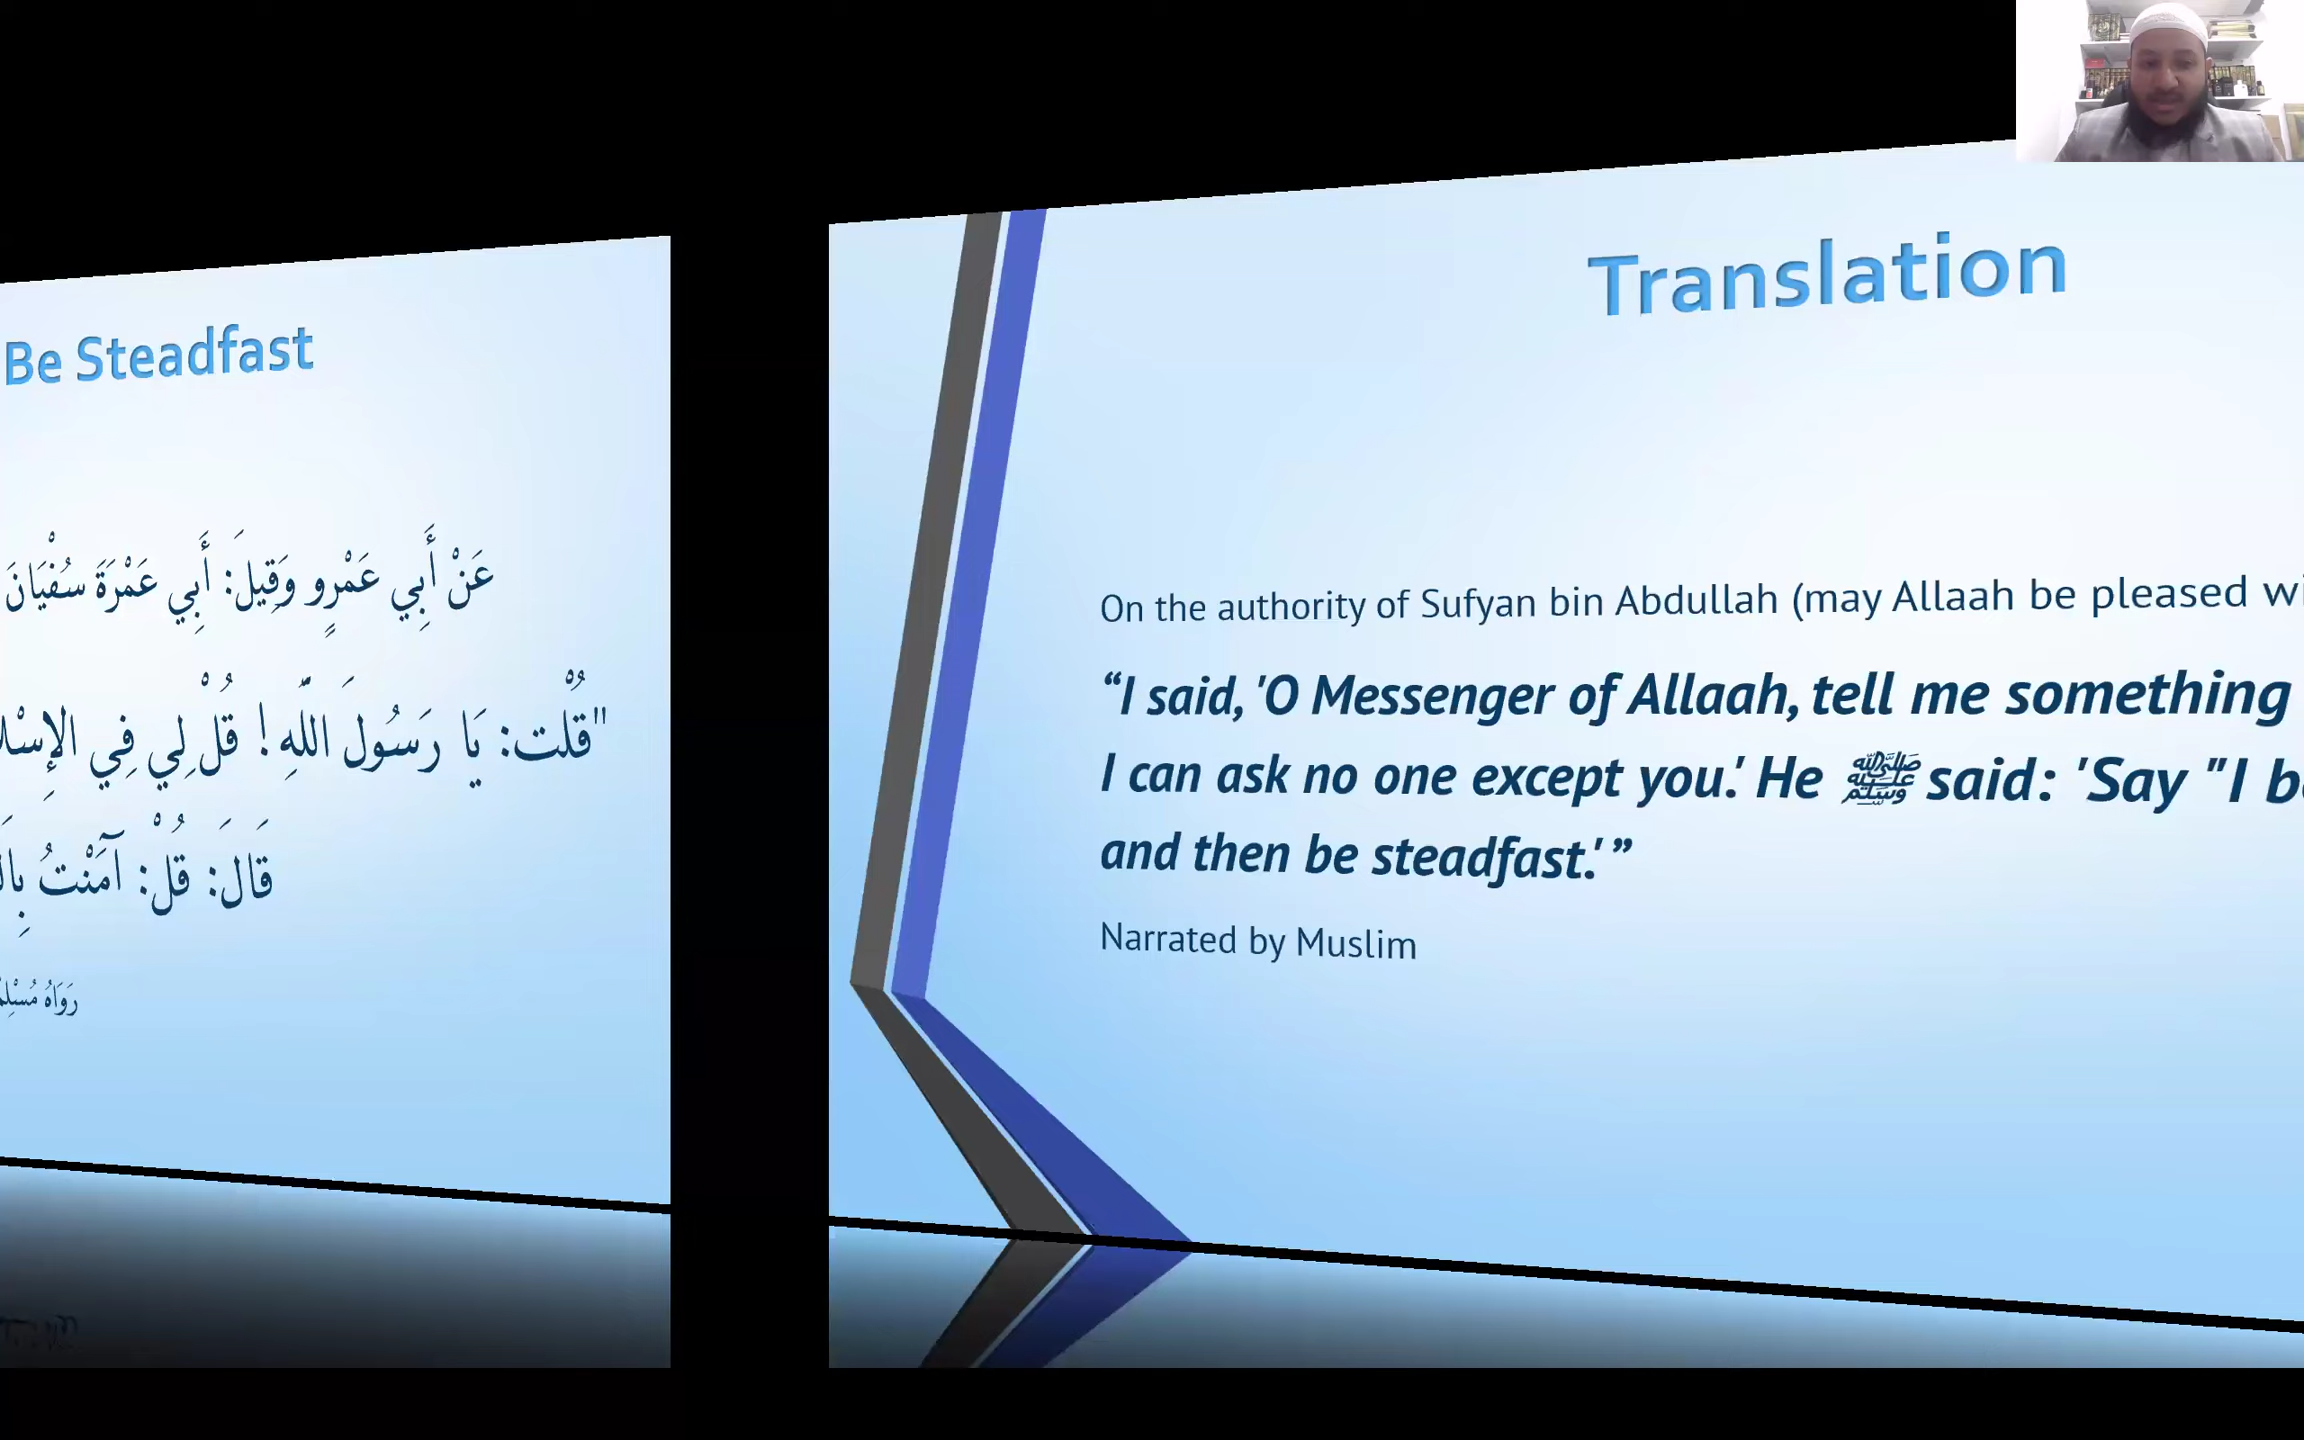 Be Steadfast
عَنْ أَبِي عَمْرٍو وَقِيلَ: أَبِي عَمْرَةَ سُفْيَانَ
"قُلْت: يَا رَسُولَ اللَّهِ! قُلْ لِي فِي
قَالَ: قُلْ: آمَنْتُ
رَوَاهُ مُسْلِمٌ
Translation
On the authority of Sufyan bin Abdullah (may Allaah be pleased
“I said, 'O Messenger of Allaah, tell me something
I can ask no one except you.' He ﷺ said: 'Say "I
and then be steadfast.' ”
Narrated by Muslim